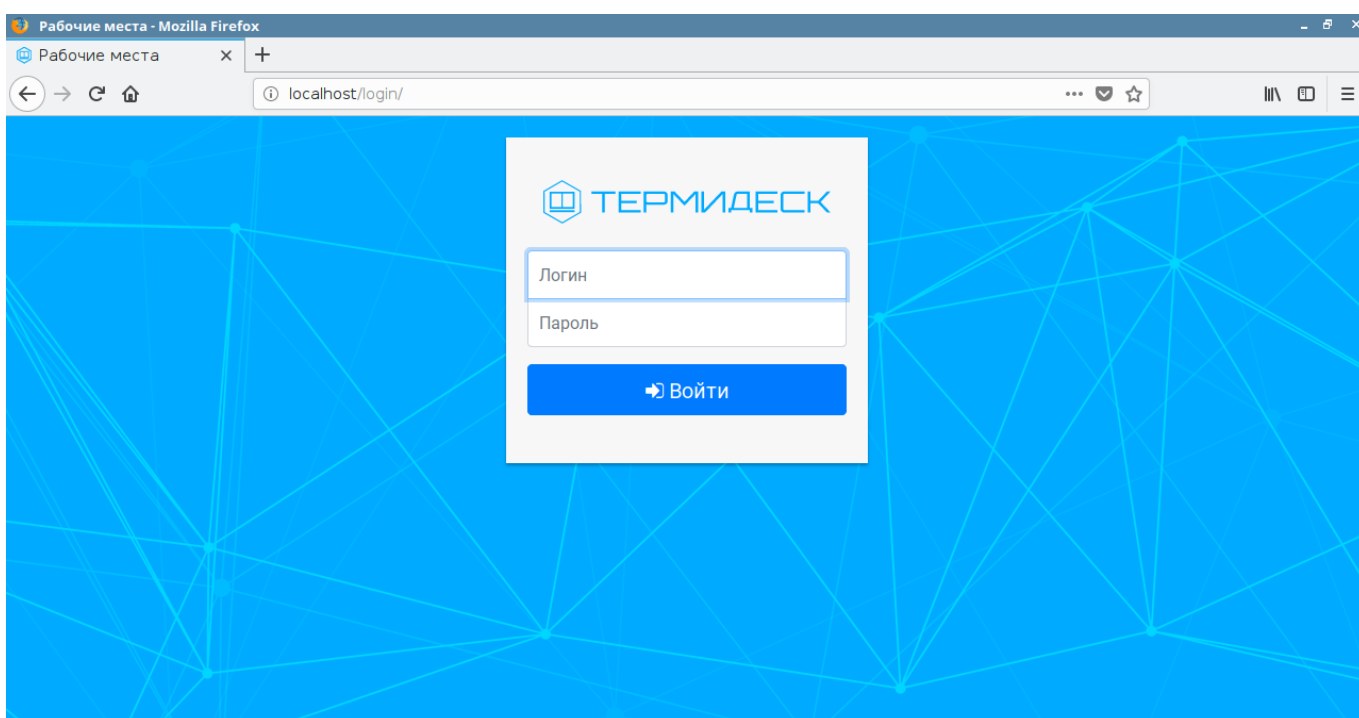 Рабочие места - Mozilla Firefox
Рабочие места
localhost/login/
ТЕРМИДЕСК
Логин
Пароль
Войти